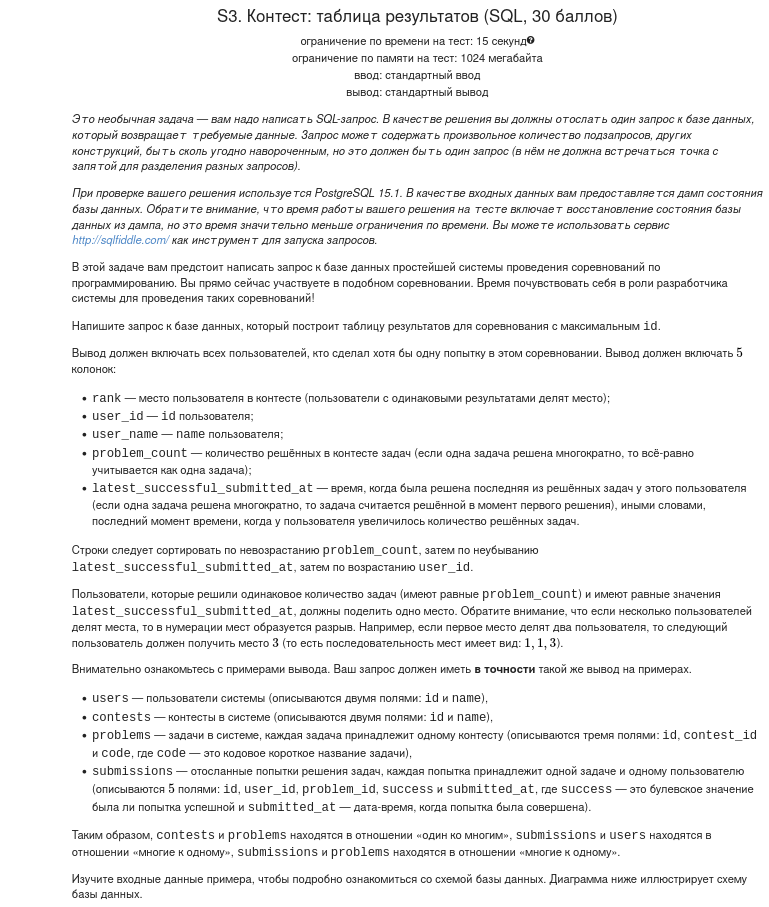 S3. Контест: таблица результатов (SQL, 30 баллов)
ограничение по времени на тест: 15 секунд?
ограничение по памяти на тест: 1024 мегабайта
ввод: стандартный ввод
вывод: стандартный вывод
Это необычная задача — вам надо написать SQL-запрос. В качестве решения вы должны отослать один запрос к базе данных,
который возвращает требуемые данные. Запрос может содержать произвольное количество подзапросов, других
конструкций, быть сколь угодно навороченным, но это должен быть один запрос (в нём не должна встречаться точка с
запятой для разделения разных запросов).
При проверке вашего решения используется PostgreSQL 15.1. В качестве входных данных вам предоставляется дамп состояния
базы данных. Обратите внимание, что время работы вашего решения на тесте включает восстановление состояния базы
данных из дампа, но это время значительно меньше ограничения по времени. Вы можете использовать сервис
http://sqlfiddle.com/ как инструмент для запуска запросов.
В этой задаче вам предстоит написать запрос к базе данных простейшей системы проведения соревнований по
программированию. Вы прямо сейчас участвуете в подобном соревновании. Время почувствовать себя в роли разработчика
системы для проведения таких соревнований!
Напишите запрос к базе данных, который построит таблицу результатов для соревнования с максимальным id.
Вывод должен включать всех пользователей, кто сделал хотя бы одну попытку в этом соревновании. Вывод должен включать 5
колонок:
• rank — место пользователя в контесте (пользователи с одинаковыми результатами делят место);
• user_id — id пользователя;
• user_name — name пользователя;
• problem_count — количество решённых в контесте задач (если одна задача решена многократно, то всё-равно
учитывается как одна задача);
• latest_successful_submitted_at — время, когда была решена последняя из решённых задач у этого пользователя
(если одна задача решена многократно, то задача считается решённой в момент первого решения), иными словами,
последний момент времени, когда у пользователя увеличилось количество решённых задач.
Строки следует сортировать по невозрастанию problem_count, затем по неубыванию
latest_successful_submitted_at, затем по возрастанию user_id.
Пользователи, которые решили одинаковое количество задач (имеют равные problem_count) и имеют равные значения
latest_successful_submitted_at, должны поделить одно место. Обратите внимание, что если несколько пользователей
делят места, то в нумерации мест образуется разрыв. Например, если первое место делят два пользователя, то следующий
пользователь должен получить место 3 (то есть последовательность мест имеет вид: 1, 1, 3).
Внимательно ознакомьтесь с примерами вывода. Ваш запрос должен иметь в точности такой же вывод на примерах.
• users — пользователи системы (описываются двумя полями: id и name),
• contests — контесты в системе (описываются двумя полями: id и name),
• problems — задачи в системе, каждая задача принадлежит одному контесту (описываются тремя полями: id, contest_id
и code, где code — это кодовое короткое название задачи),
• submissions — отосланные попытки решения задач, каждая попытка принадлежит одной задаче и одному пользователю
(описываются 5 полями: id, user_id, problem_id, success и submitted_at, где success — это булевское значение
была ли попытка успешной и submitted_at — дата-время, когда попытка была совершена).
Таким образом, contests и problems находятся в отношении «один ко многим», submissions и users находятся в
отношении «многие к одному», submissions и problems находятся в отношении «многие к одному».
Изучите входные данные примера, чтобы подробно ознакомиться со схемой базы данных. Диаграмма ниже иллюстрирует схему
базы данных.